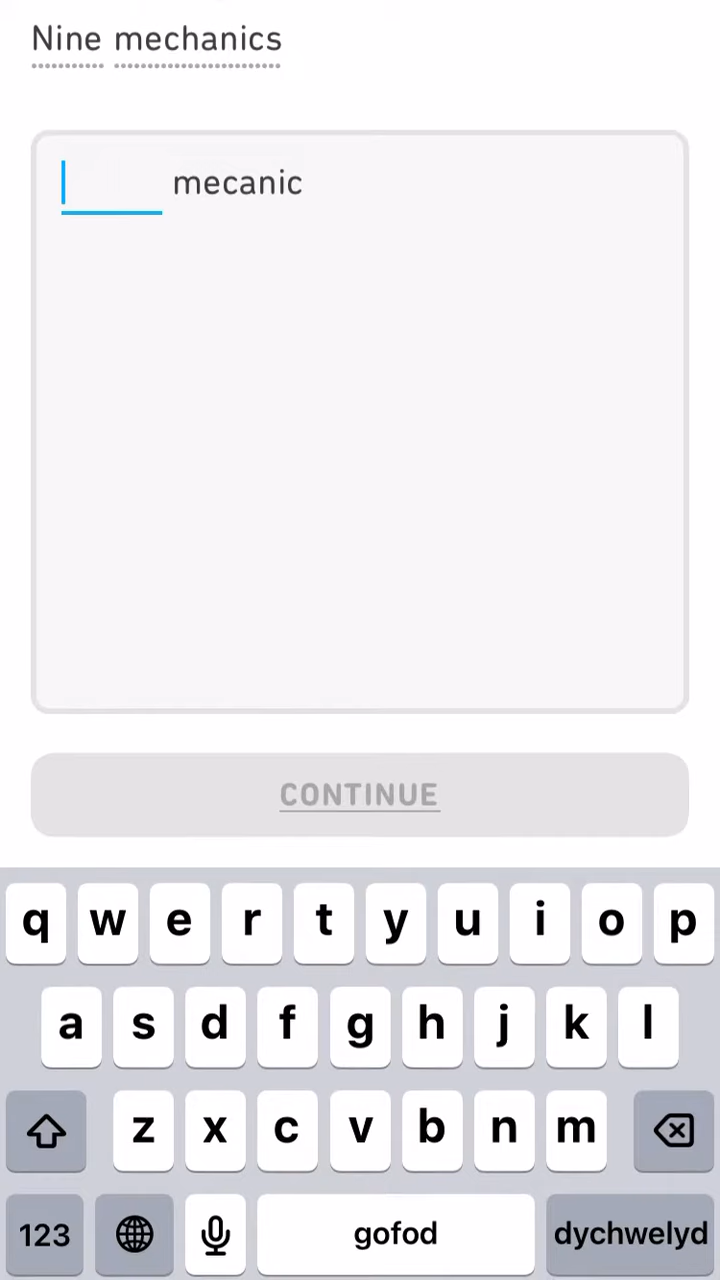 Nine mechanics
mecanic
CONTINUE
q w e r t y u i o p
a s d f g h j k l
z x c v b n m
123 gofod dychwelyd